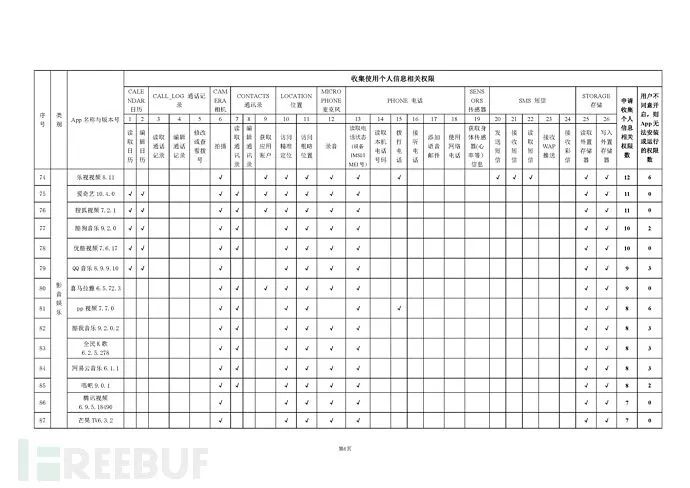 收集使用个人信息相关权限
序号 类别 App 名称与版本号 CALENDAR 日历 CALL_LOG 通话记录 CAMERA 相机 CONTACTS 通讯录 LOCATION 位置 MICROPHONE 麦克风 PHONE 电话 SENSORS 传感器 SMS 短信 STORAGE 存储 申请收集个人信息相关权限数 用户不同意开启,则App无法安装或运行的权限数
1 2 3 4 5 6 7 8 9 10 11 12 13 14 15 16 17 18 19 20 21 22 23 24 25 26
读取日历 编辑日历 读取通话记录 编辑通话记录 修改或查看拨号 拍摄 读取通讯录 编辑通讯录 获取应用账户 访问精准定位 访问粗略位置 录音 读取电话状态(设备IMSI IMEI号) 读取本机电话号码 拨打电话 接听电话 添加语音邮件 使用网络电话 获取身体传感器(心率等)信息 发送短信 接收短信 读取短信 接收WAP推送 接收彩信 读取外置存储器 写入外置存储器
影音娱乐
74 乐视视频8.11 √ √ √ √ √ √ √ √ √ √ √ √ 12 6
75 爱奇艺10.4.0 √ √ √ √ √ √ √ √ √ √ √ 11 0
76 搜狐视频7.2.1 √ √ √ √ √ √ √ √ √ √ √ 11 0
77 酷狗音乐9.2.0 √ √ √ √ √ √ √ √ √ √ 10 2
78 优酷视频7.6.17 √ √ √ √ √ √ √ √ √ √ 10 0
79 QQ音乐8.9.9.10 √ √ √ √ √ √ √ √ √ 9 3
80 喜马拉雅6.5.72.3 √ √ √ √ √ √ √ √ √ 9 0
81 pp视频7.7.0 √ √ √ √ √ √ √ √ 8 6
82 酷我音乐9.2.0.2 √ √ √ √ √ √ √ √ 8 3
83 全民K歌6.2.5.278 √ √ √ √ √ √ √ √ 8 3
84 网易云音乐6.1.1 √ √ √ √ √ √ √ √ 8 3
85 唱吧9.0.1 √ √ √ √ √ √ √ √ 8 2
86 腾讯视频6.9.5.18490 √ √ √ √ √ √ √ 7 0
87 芒果TV6.3.2 √ √ √ √ √ √ √ 7 0
第6页
FREEBUF